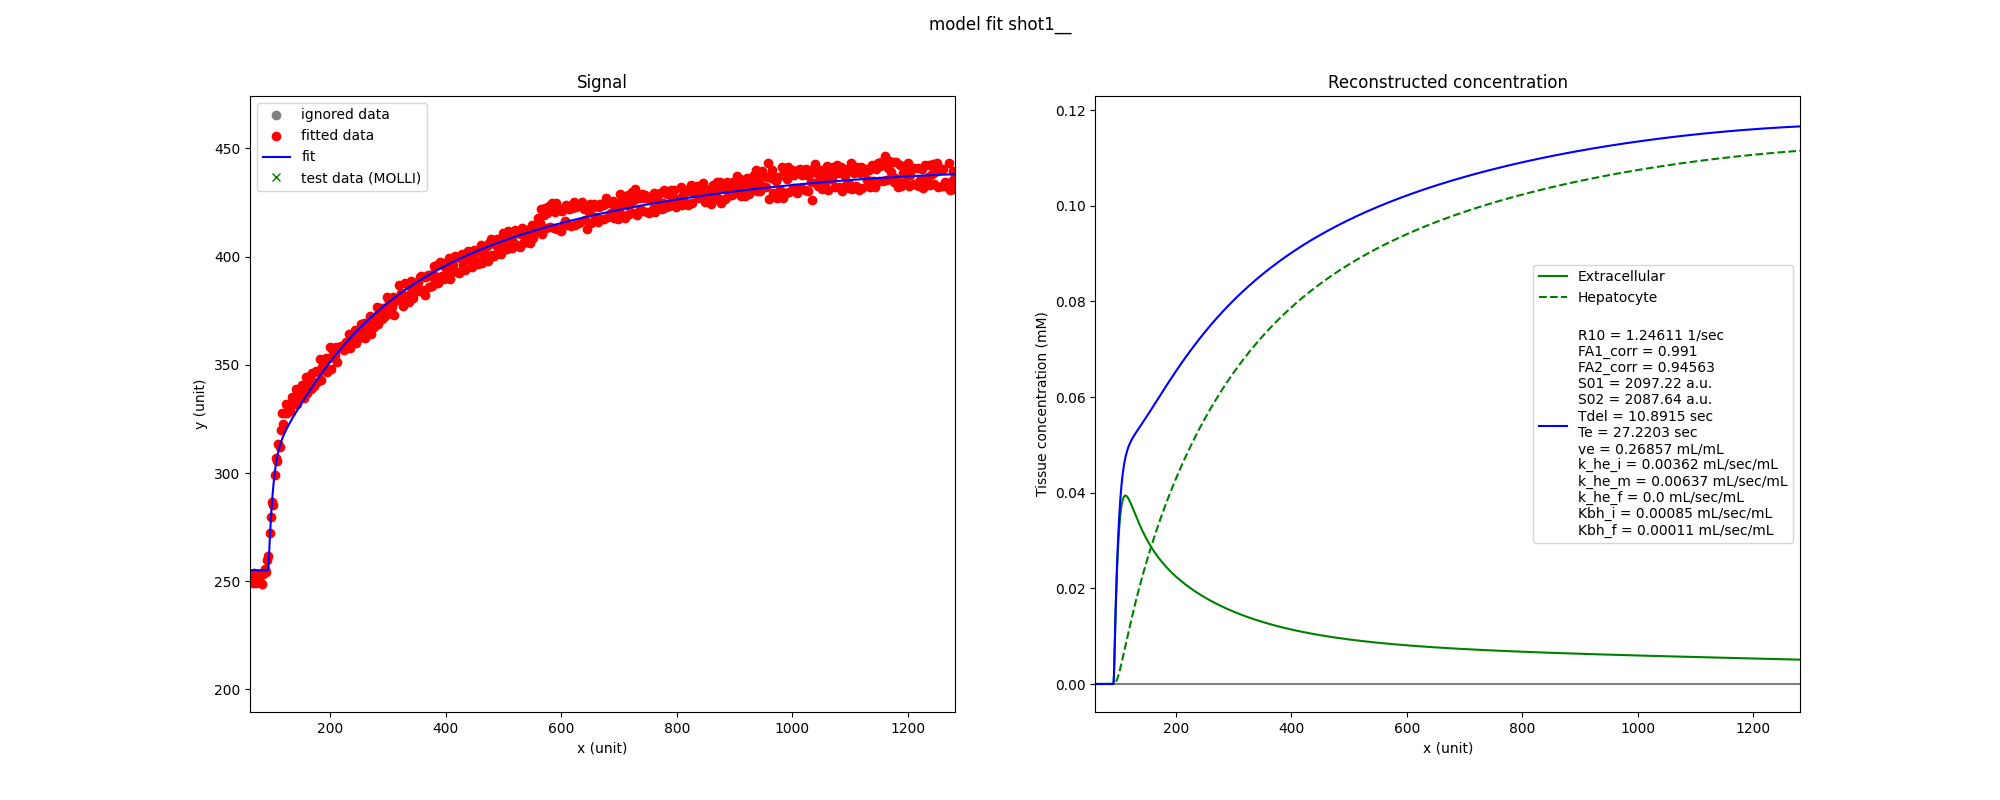 model fit shot1__
Signal
450
400
350
300
250
200
y (unit)
200 400 600 800 1000 1200
x (unit)
ignored data
fitted data
fit
test data (MOLLI)
Reconstructed concentration
0.12
0.10
0.08
0.06
0.04
0.02
0.00
Tissue concentration (mM)
200 400 600 800 1000 1200
x (unit)
Extracellular
Hepatocyte
R10 = 1.24611 1/sec
FA1_corr = 0.991
FA2_corr = 0.94563
S01 = 2097.22 a.u.
S02 = 2087.64 a.u.
Tdel = 10.8915 sec
Te = 27.2203 sec
ve = 0.26857 mL/mL
k_he_i = 0.00362 mL/sec/mL
k_he_m = 0.00637 mL/sec/mL
k_he_f = 0.0 mL/sec/mL
Kbh_i = 0.00085 mL/sec/mL
Kbh_f = 0.00011 mL/sec/mL